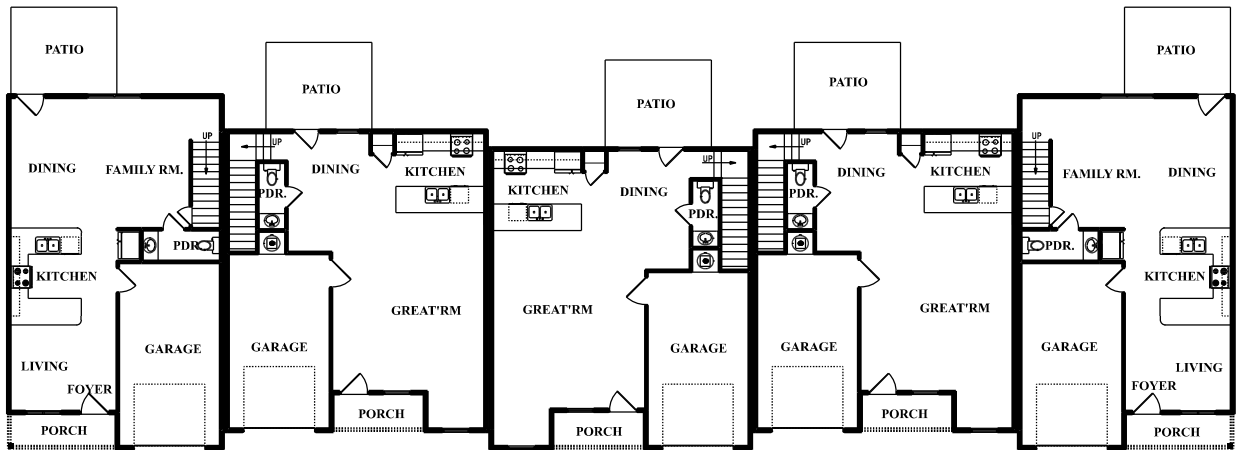 PATIO
DINING
FAMILY RM.
UP
PDR.
KITCHEN
GARAGE
LIVING
FOYER
PORCH
PATIO
UP
DINING
KITCHEN
PDR.
GREAT'RM
GARAGE
PORCH
PATIO
UP
KITCHEN
DINING
PDR.
GREAT'RM
GARAGE
PORCH
PATIO
UP
DINING
KITCHEN
PDR.
GREAT'RM
GARAGE
PORCH
PATIO
UP
FAMILY RM.
DINING
PDR.
KITCHEN
GARAGE
LIVING
FOYER
PORCH